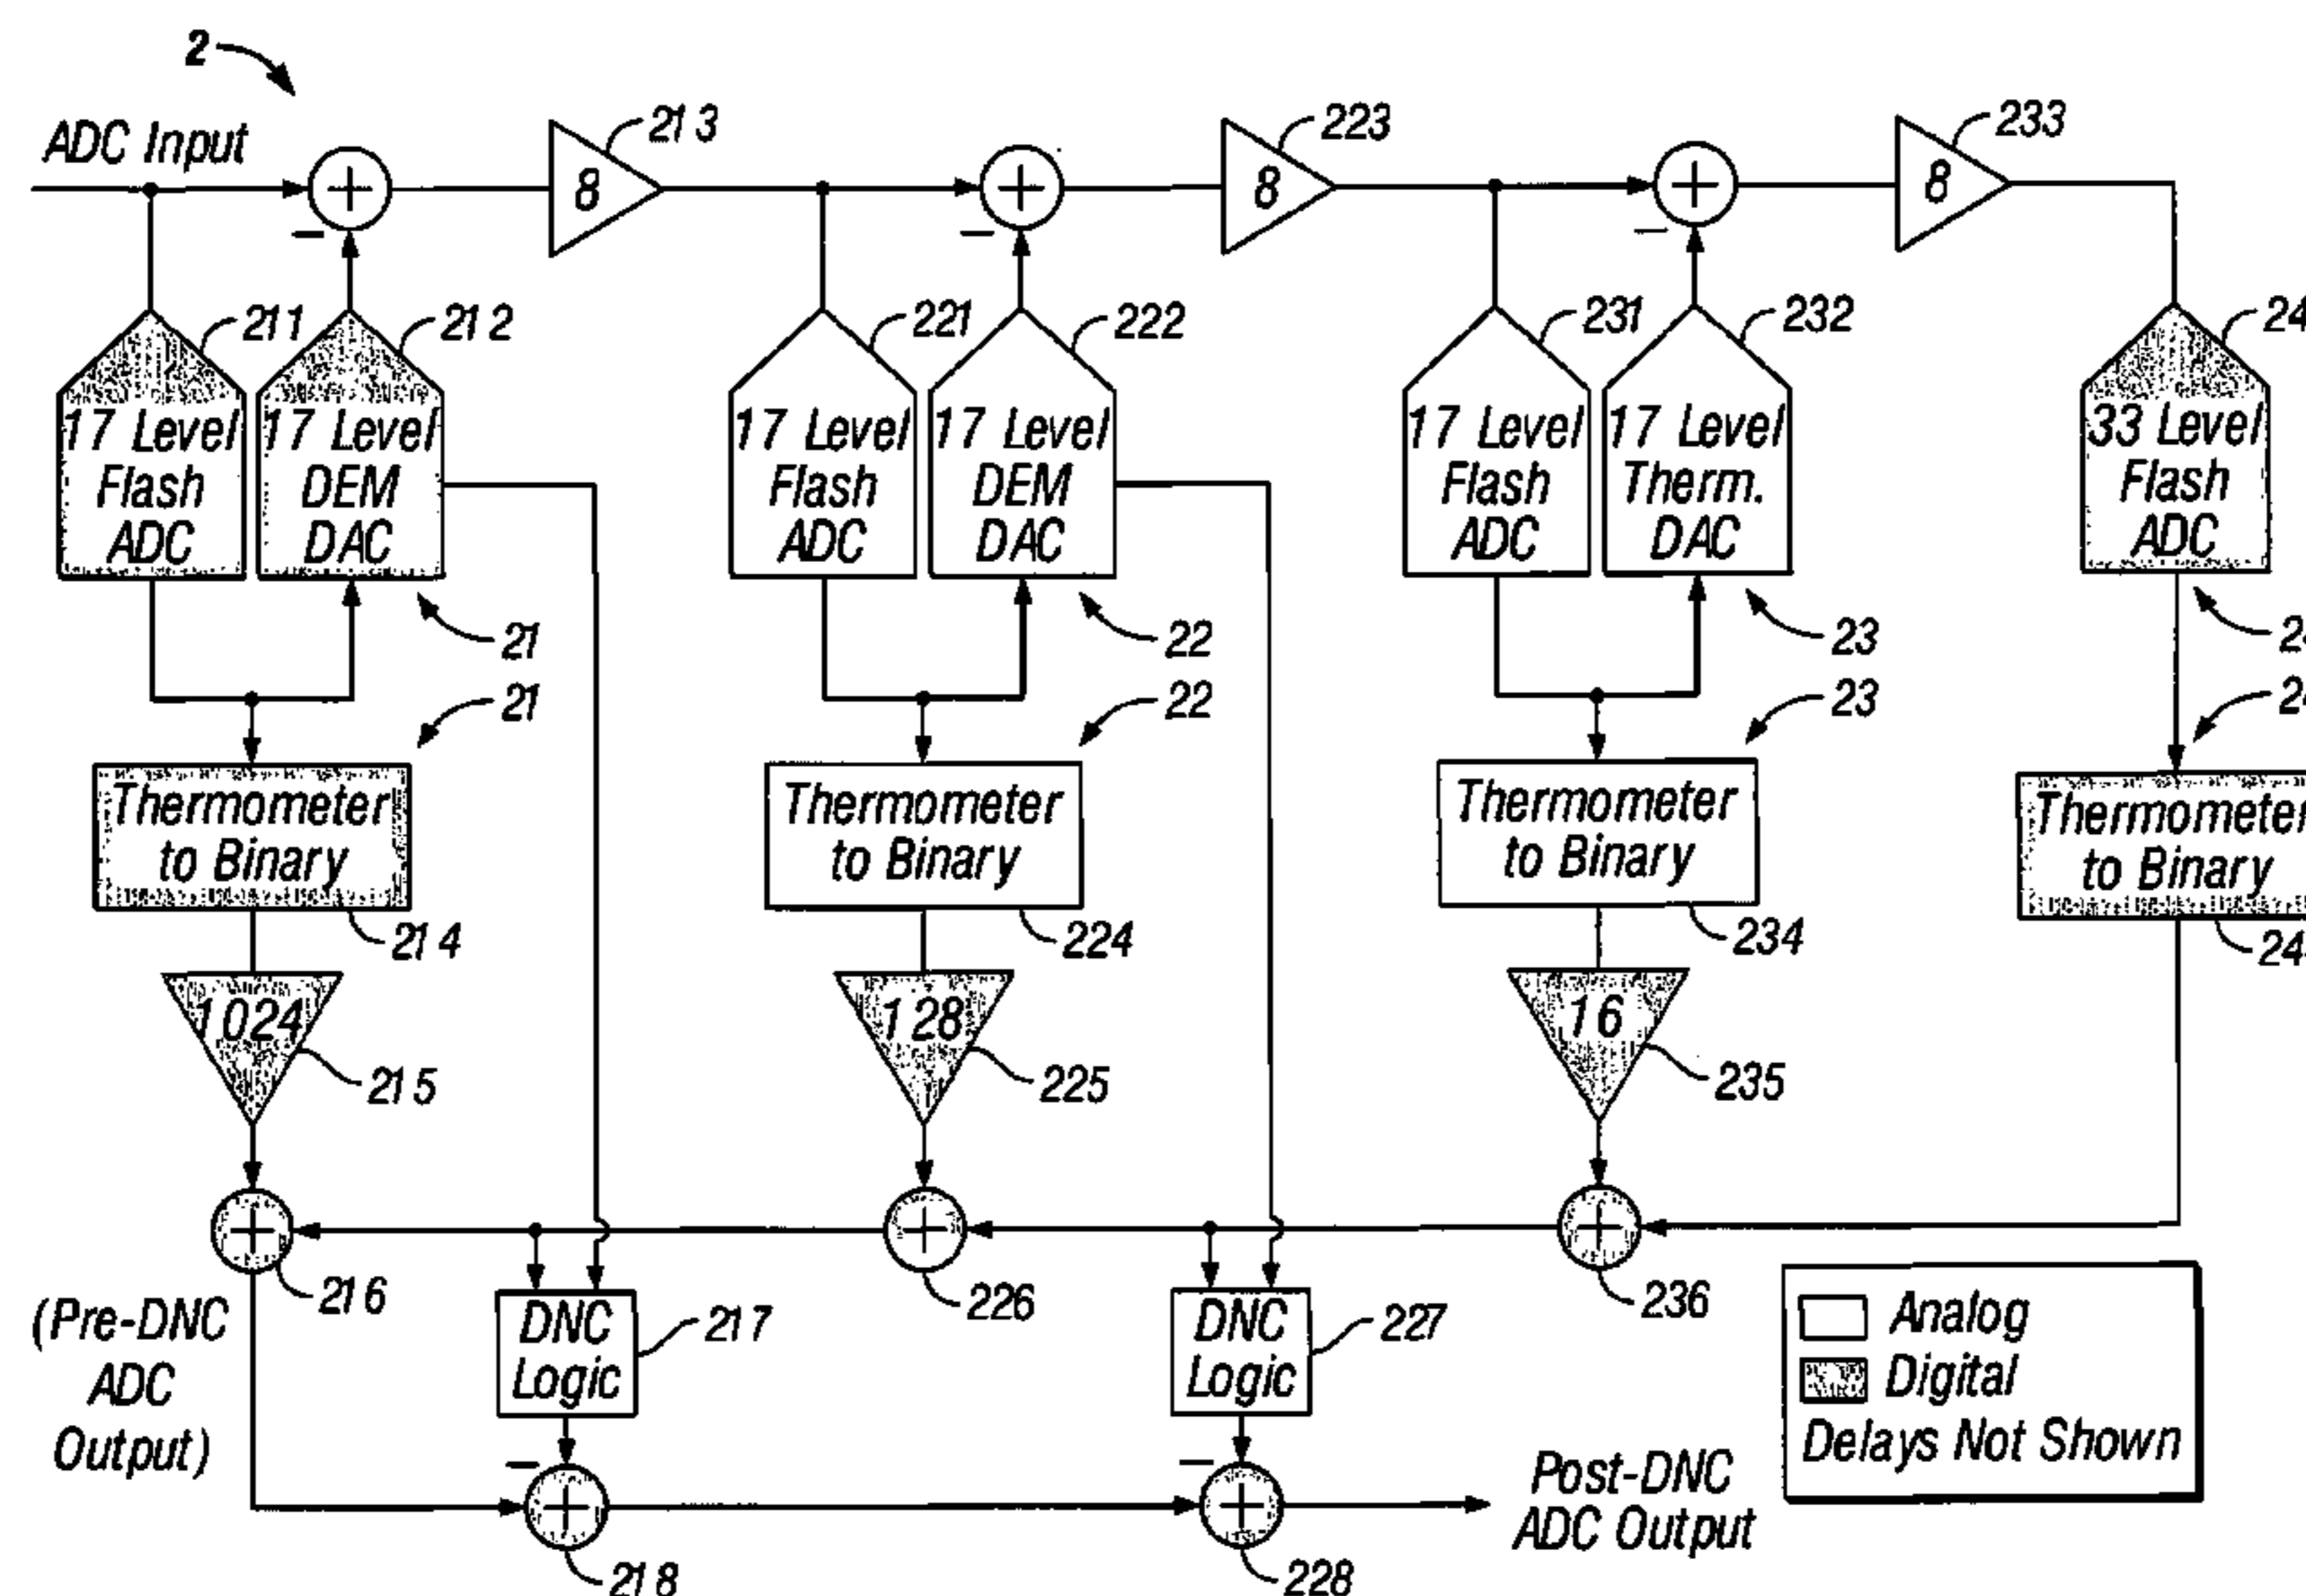 2
ADC Input
213
8
223
8
233
8
211
212
221
222
231
232
17 Level
Flash
ADC
17 Level
DEM
DAC
17 Level
Flash
ADC
17 Level
DEM
DAC
17 Level
Flash
ADC
17 Level
Therm.
DAC
33 Level
Flash
ADC
21
22
23
21
22
23
Thermometer
to Binary
Thermometer
to Binary
Thermometer
to Binary
Thermometer
to Binary
214
224
234
1024
128
16
215
225
235
216
226
236
(Pre-DNC
ADC
Output)
DNC
Logic
217
DNC
Logic
227
Analog
Digital
Delays Not Shown
Post-DNC
ADC Output
218
228